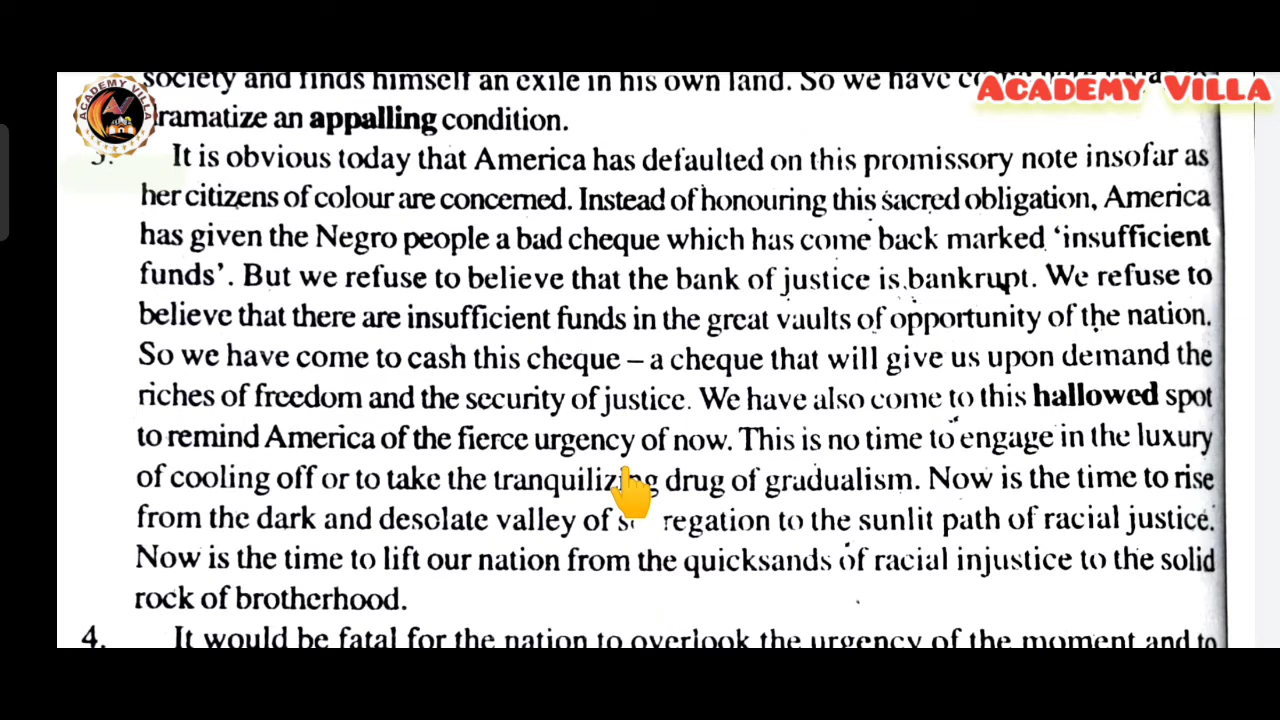 society and finds himself an exile in his own land. So we have
ACADEMY VILLA
ACADEMY VILLA
dramatize an appalling condition.
3. It is obvious today that America has defaulted on this promissory note insofar as
her citizens of colour are concerned. Instead of honouring this sacred obligation, America
has given the Negro people a bad cheque which has come back marked ‘insufficient
funds’. But we refuse to believe that the bank of justice is bankrupt. We refuse to
believe that there are insufficient funds in the great vaults of opportunity of the nation.
So we have come to cash this cheque – a cheque that will give us upon demand the
riches of freedom and the security of justice. We have also come to this hallowed spot
to remind America of the fierce urgency of now. This is no time to engage in the luxury
of cooling off or to take the tranquilizing drug of gradualism. Now is the time to rise
from the dark and desolate valley of segregation to the sunlit path of racial justice.
Now is the time to lift our nation from the quicksands of racial injustice to the solid
rock of brotherhood.
4. It would be fatal for the nation to overlook the urgency of the moment and to